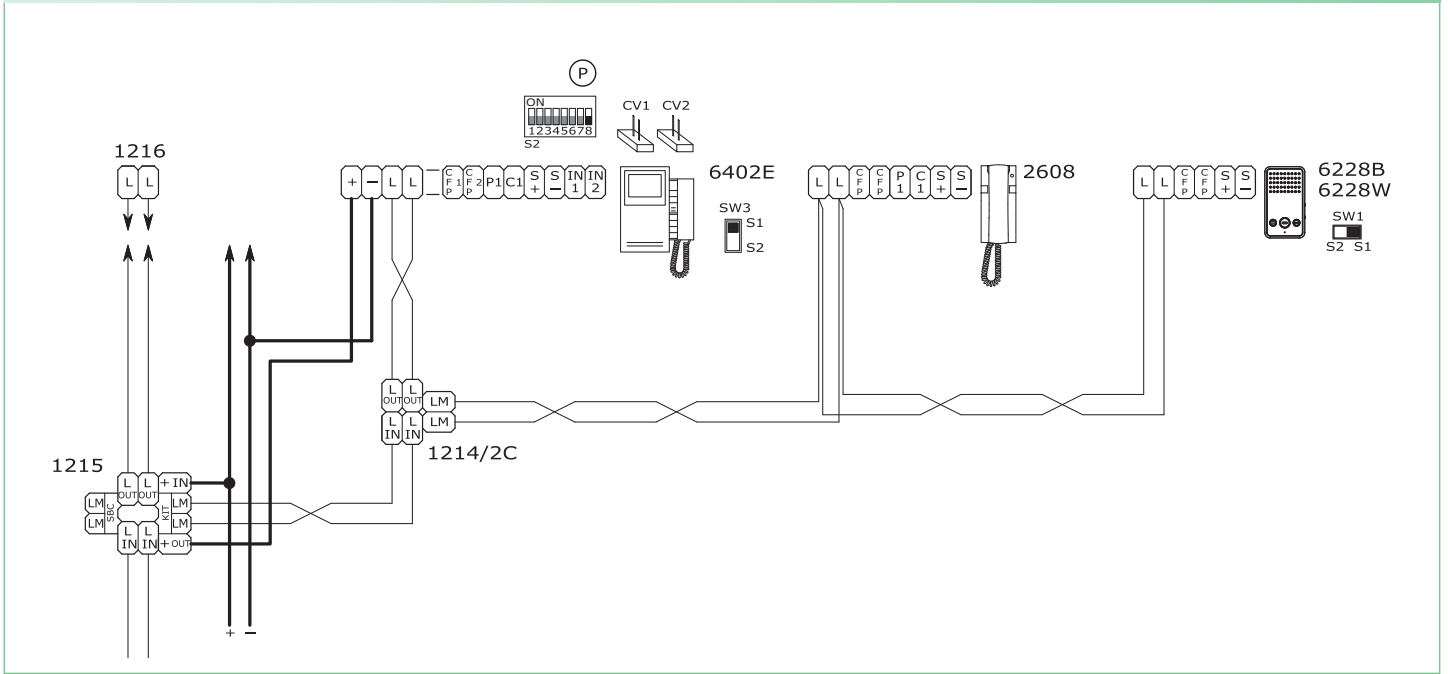 P
ON
12345678
S2
CV1 CV2
1216
L L
+ − L L CFP1 CFP2 P1 C1 S+ S− IN1 IN2
6402E
SW3
S1
S2
L L CFP CFP P1 C1 S+ S−
2608
L L CFP CFP S+ S−
6228B
6228W
SW1
S2 S1
L OUT L OUT LM
L IN L IN LM
1214/2C
1215
L OUT L OUT + IN
LM SBC KIT LM
LM LM
L IN L IN + OUT
+ −